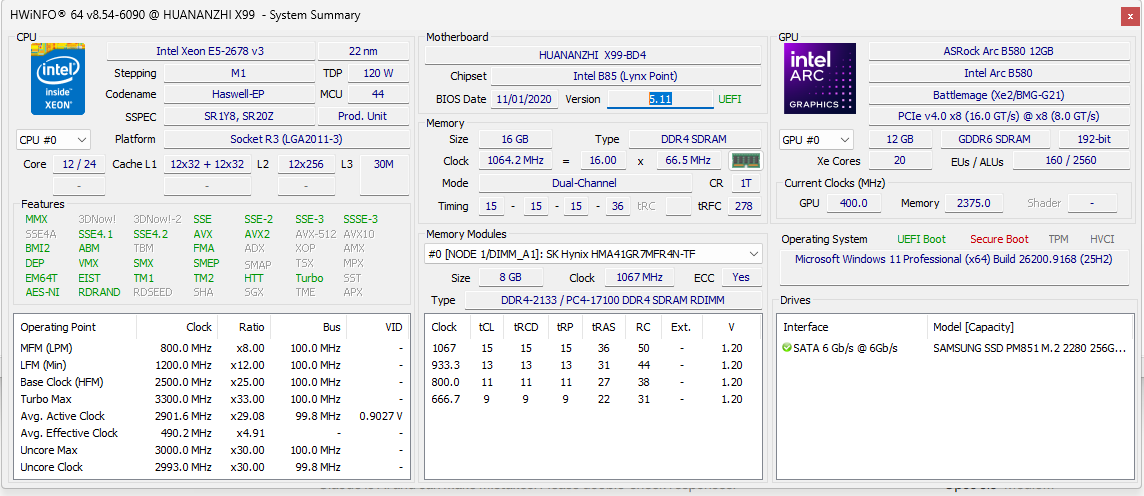 HWiNFO® 64 v8.54-6090 @ HUANANZHI X99 - System Summary
CPU
intel inside XEON®
Intel Xeon E5-2678 v3 22 nm
Stepping M1 TDP 120 W
Codename Haswell-EP MCU 44
SSPEC SR1Y8, SR20Z Prod. Unit
CPU #0 Platform Socket R3 (LGA2011-3)
Core 12 / 24 Cache L1 12x32 + 12x32 L2 12x256 L3 30M
- - - -
Features
MMX 3DNow! 3DNow!-2 SSE SSE-2 SSE-3 SSSE-3
SSE4A SSE4.1 SSE4.2 AVX AVX2 AVX-512 AVX10
BMI2 ABM TBM FMA ADX XOP AMX
DEP VMX SMX SMEP SMAP TSX MPX
EM64T EIST TM1 TM2 HTT Turbo SST
AES-NI RDRAND RDSEED SHA SGX TME APX
Operating Point Clock Ratio Bus VID
MFM (LPM) 800.0 MHz x8.00 100.0 MHz -
LFM (Min) 1200.0 MHz x12.00 100.0 MHz -
Base Clock (HFM) 2500.0 MHz x25.00 100.0 MHz -
Turbo Max 3300.0 MHz x33.00 100.0 MHz -
Avg. Active Clock 2901.6 MHz x29.08 99.8 MHz 0.9027 V
Avg. Effective Clock 490.2 MHz x4.91 - -
Uncore Max 3000.0 MHz x30.00 100.0 MHz -
Uncore Clock 2993.0 MHz x30.00 99.8 MHz -
Motherboard
HUANANZHI X99-BD4
Chipset Intel B85 (Lynx Point)
BIOS Date 11/01/2020 Version 5.11 UEFI
Memory
Size 16 GB Type DDR4 SDRAM
Clock 1064.2 MHz = 16.00 x 66.5 MHz
Mode Dual-Channel CR 1T
Timing 15 - 15 - 15 - 36 tRC tRFC 278
Memory Modules
#0 [NODE 1/DIMM_A1]: SK Hynix HMA41GR7MFR4N-TF
Size 8 GB Clock 1067 MHz ECC Yes
Type DDR4-2133 / PC4-17100 DDR4 SDRAM RDIMM
Clock tCL tRCD tRP tRAS RC Ext. V
1067 15 15 15 36 50 - 1.20
933.3 13 13 13 31 44 - 1.20
800.0 11 11 11 27 38 - 1.20
666.7 9 9 9 22 31 - 1.20
GPU
intel ARC GRAPHICS
ASRock Arc B580 12GB
Intel Arc B580
Battlemage (Xe2/BMG-G21)
PCIe v4.0 x8 (16.0 GT/s) @ x8 (8.0 GT/s)
GPU #0 12 GB GDDR6 SDRAM 192-bit
Xe Cores 20 EUs / ALUs 160 / 2560
Current Clocks (MHz)
GPU 400.0 Memory 2375.0 Shader -
Operating System UEFI Boot Secure Boot TPM HVCI
Microsoft Windows 11 Professional (x64) Build 26200.9168 (25H2)
Drives
Interface Model [Capacity]
SATA 6 Gb/s @ 6Gb/s SAMSUNG SSD PM851 M.2 2280 256G...